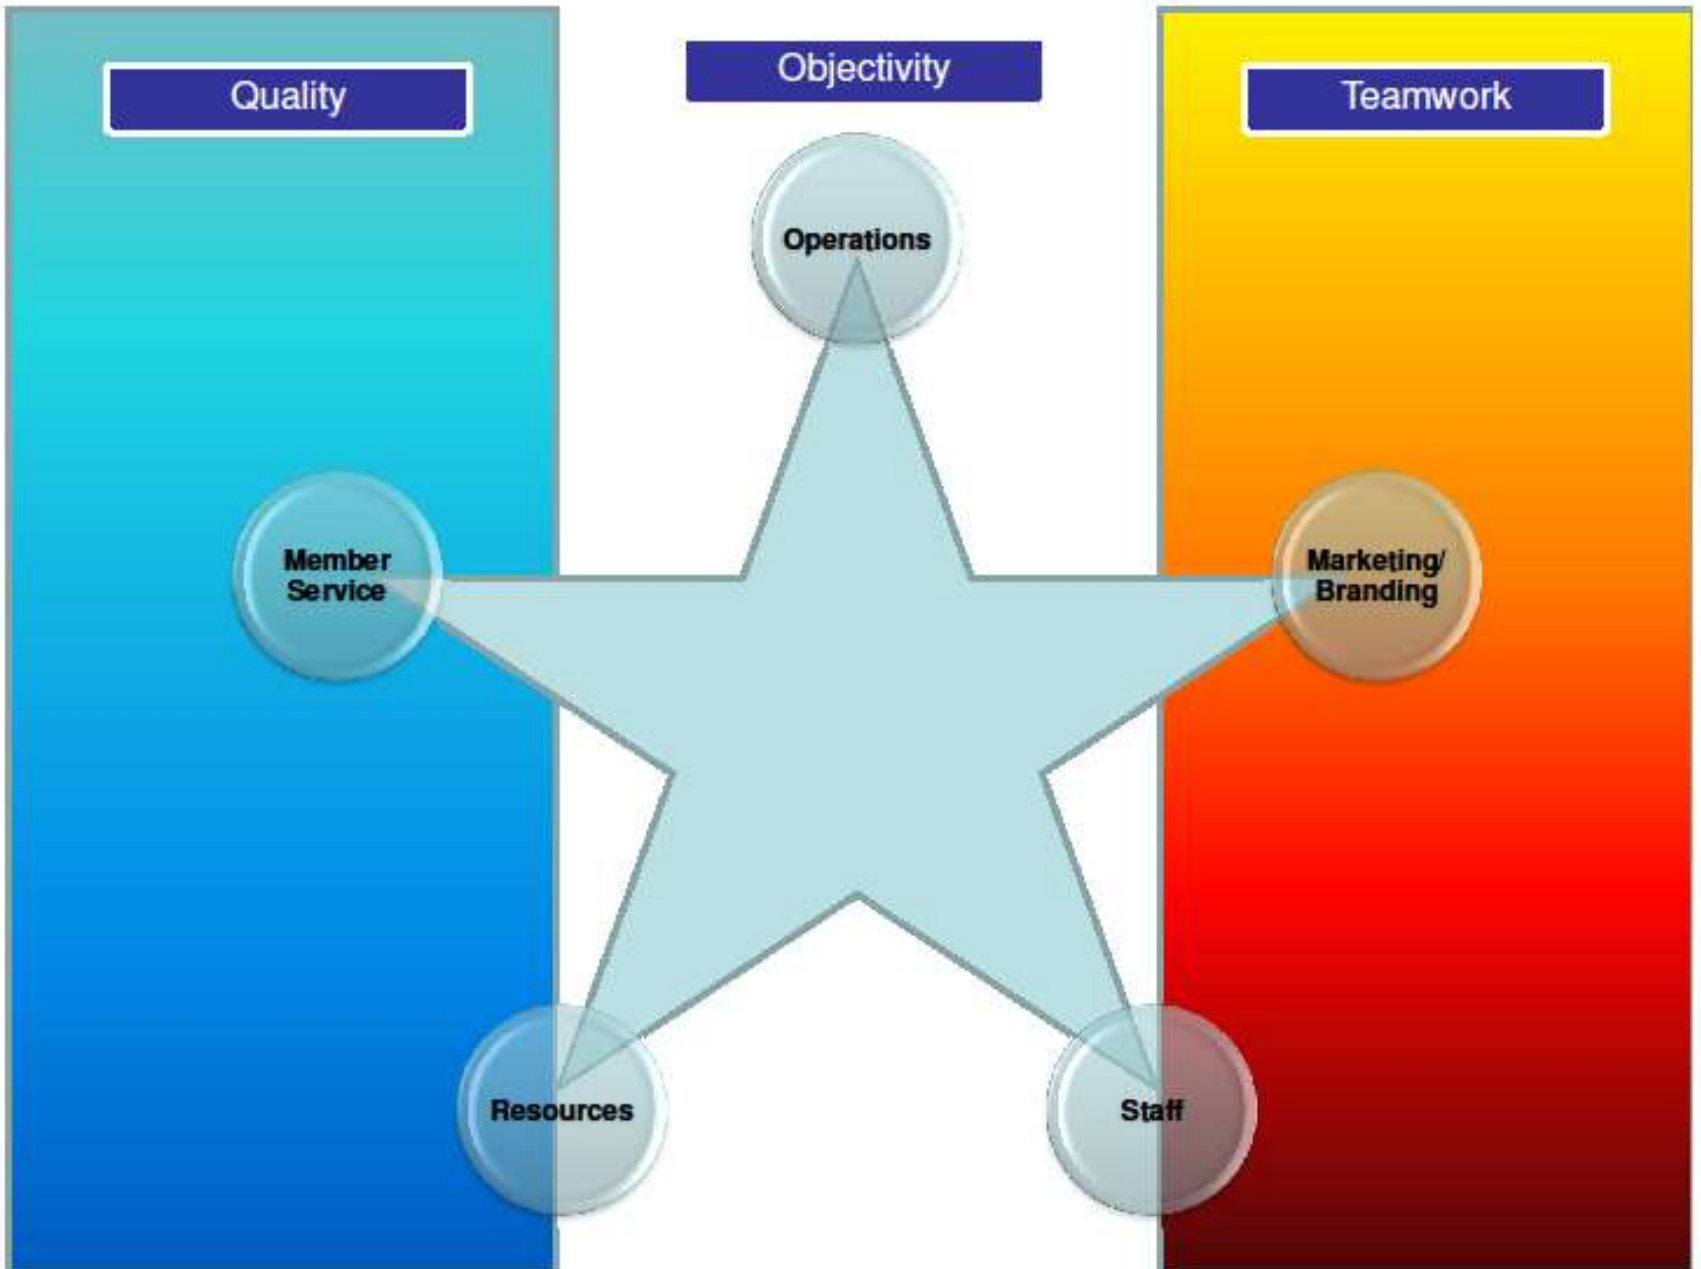 Quality
Objectivity
Teamwork
Operations
Member
Service
Marketing/
Branding
Resources
Staff